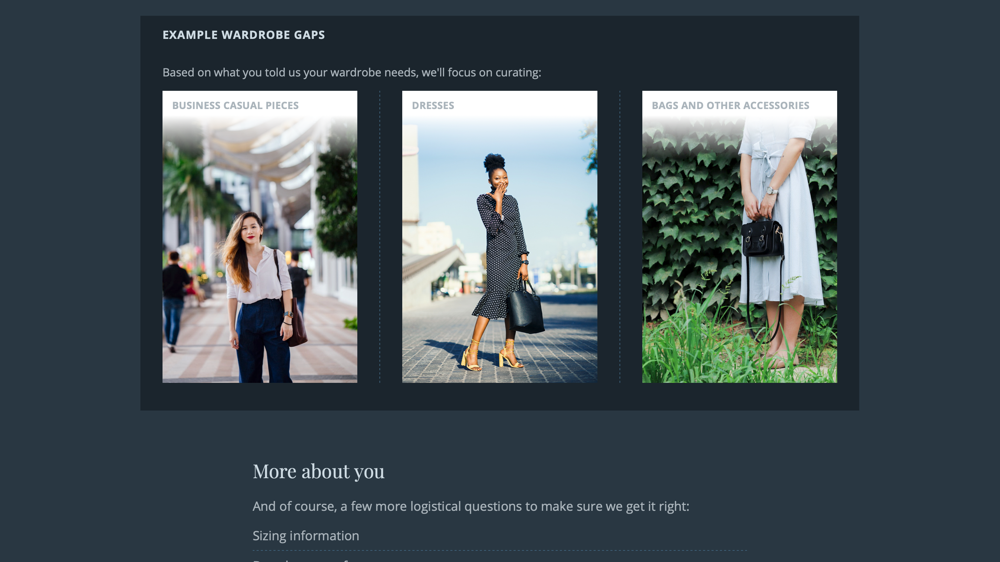 EXAMPLE WARDROBE GAPS
Based on what you told us your wardrobe needs, we'll focus on curating:
BUSINESS CASUAL PIECES
DRESSES
BAGS AND OTHER ACCESSORIES
More about you
And of course, a few more logistical questions to make sure we get it right:
Sizing information